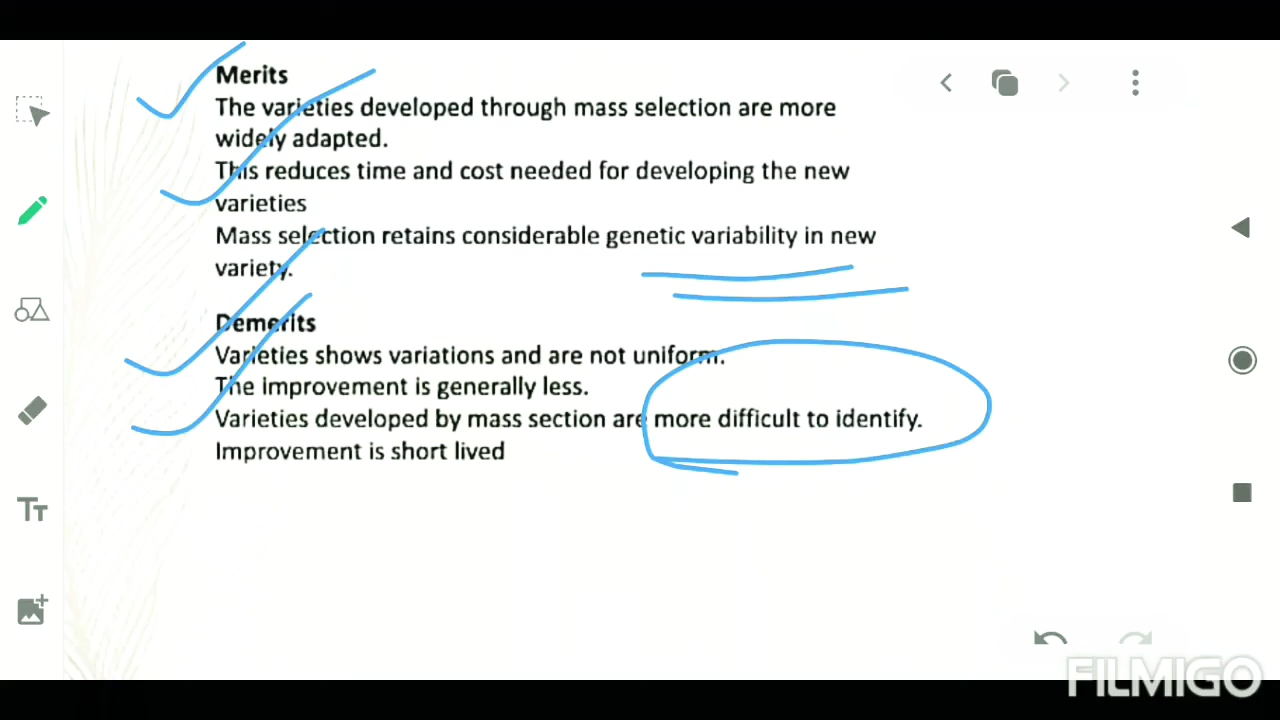 Merits
The varieties developed through mass selection are more
widely adapted.
This reduces time and cost needed for developing the new
varieties
Mass selection retains considerable genetic variability in new
variety.
Demerits
Varieties shows variations and are not uniform.
The improvement is generally less.
Varieties developed by mass section are more difficult to identify.
Improvement is short lived
TT
FILMIGO